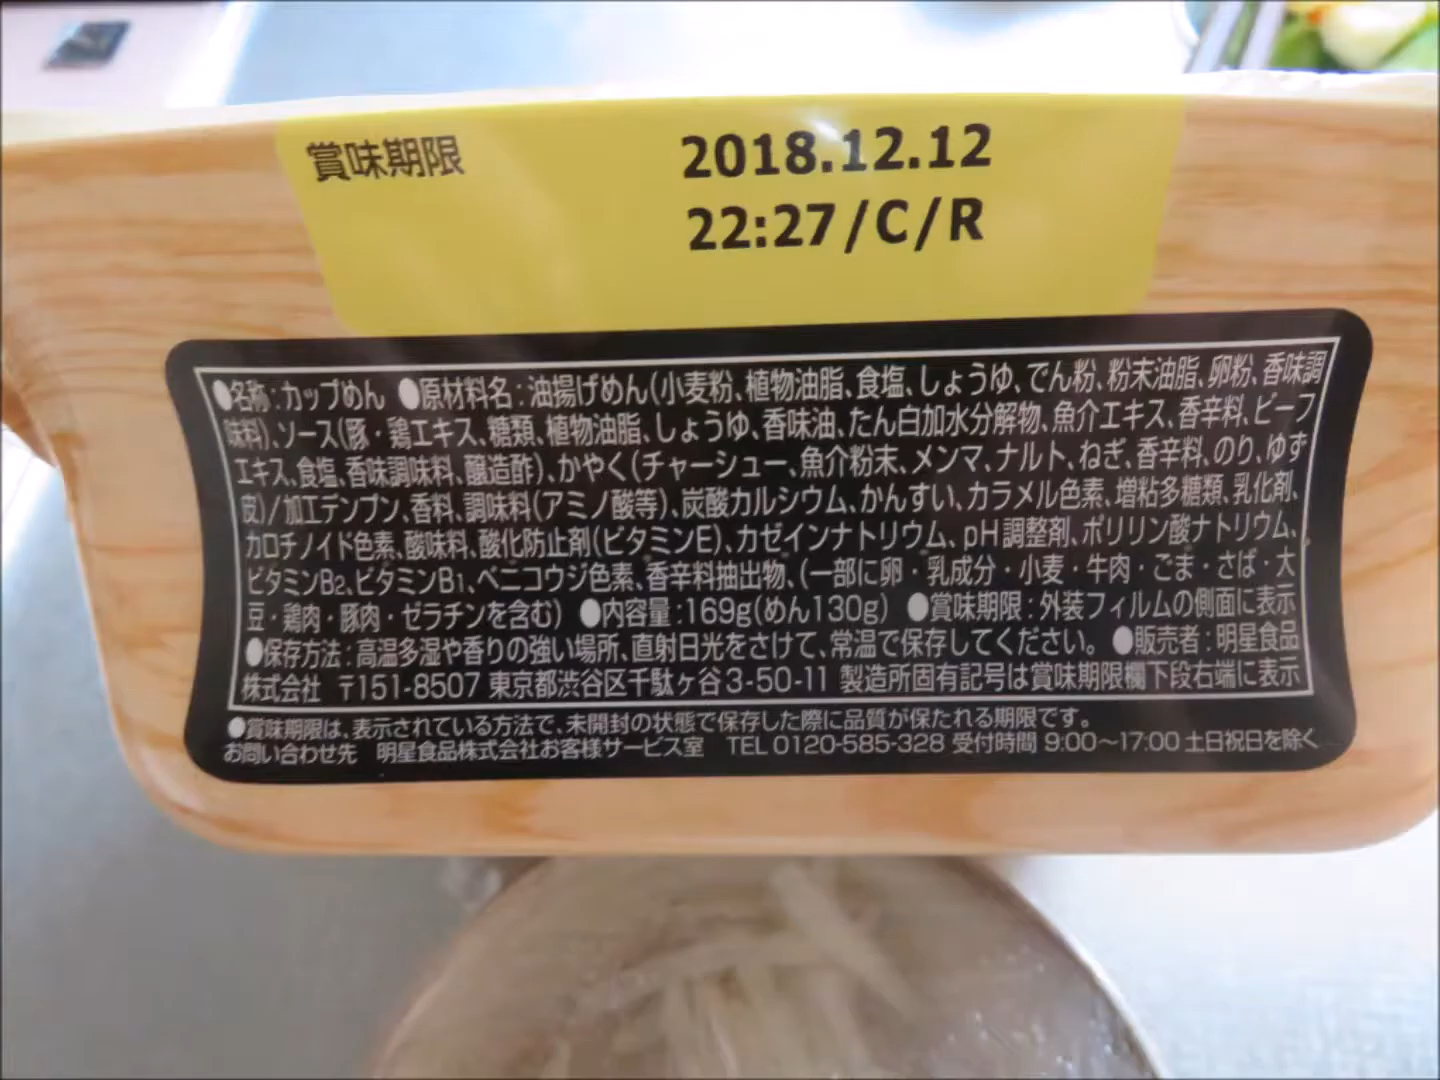 賞味期限
2018.12.12
22:27/C/R
●名称:カップめん ●原材料名:油揚げめん(小麦粉、植物油脂、食塩、しょうゆ、でん粉、粉末油脂、卵粉、香味調
味料)、ソース(豚・鶏エキス、糖類、植物油脂、しょうゆ、香味油、たん白加水分解物、魚介エキス、香辛料、ビーフ
エキス、食塩、香味調味料、醸造酢)、かやく(チャーシュー、魚介粉末、メンマ、ナルト、ねぎ、香辛料、のり、ゆず
皮)/加工デンプン、香料、調味料(アミノ酸等)、炭酸カルシウム、かんすい、カラメル色素、増粘多糖類、乳化剤、
カロチノイド色素、酸味料、酸化防止剤(ビタミンE)、カゼインナトリウム、pH調整剤、ポリリン酸ナトリウム、
ビタミンB2、ビタミンB1、ベニコウジ色素、香辛料抽出物、(一部に卵・乳成分・小麦・牛肉・ごま・さば・大
豆・鶏肉・豚肉・ゼラチンを含む) ●内容量:169g(めん130g) ●賞味期限:外装フィルムの側面に表示
●保存方法:高温多湿や香りの強い場所、直射日光をさけて、常温で保存してください。 ●販売者:明星食品
株式会社 〒151-8507 東京都渋谷区千駄ヶ谷3-50-11 製造所固有記号は賞味期限欄下段右端に表示
●賞味期限は、表示されている方法で、未開封の状態で保存した際に品質が保たれる期限です。
お問い合わせ先 明星食品株式会社お客様サービス室 TEL 0120-585-328 受付時間 9:00〜17:00 土日祝日を除く